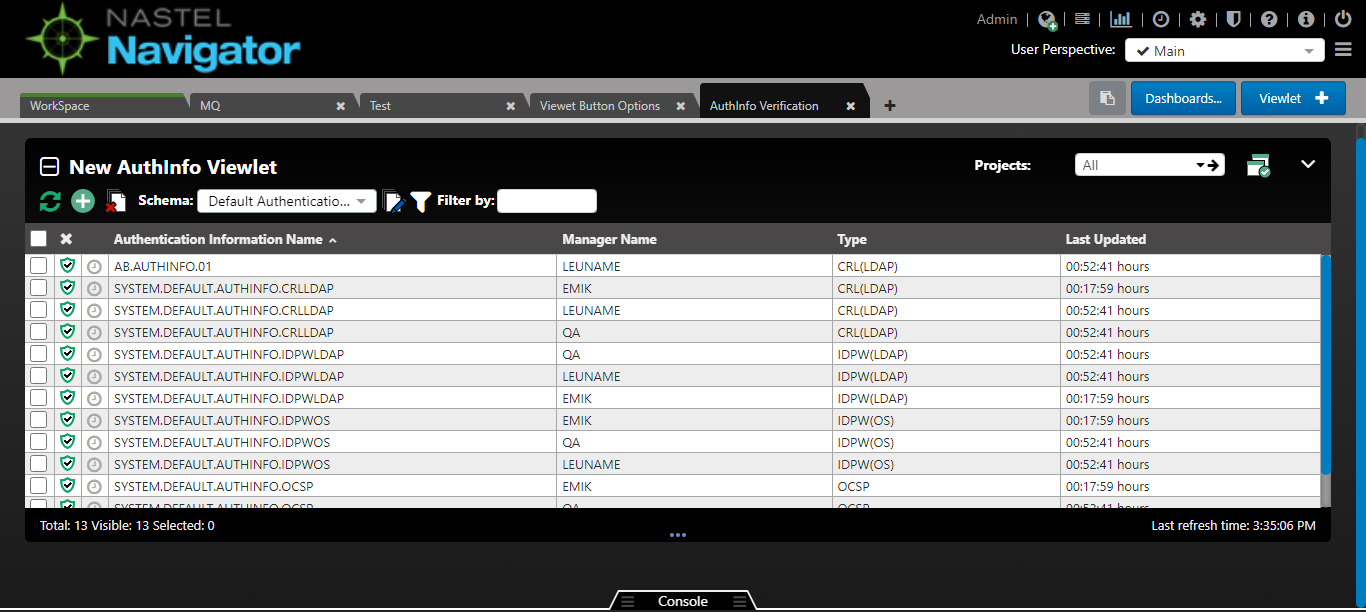 NASTEL
Navigator
Admin
User Perspective: Main
WorkSpace MQ Test Viewet Button Options AuthInfo Verification
Dashboards... Viewlet
New AuthInfo Viewlet
Projects: All
Schema: Default Authenticatio... Filter by:
Authentication Information Name Manager Name Type Last Updated
AB.AUTHINFO.01 LEUNAME CRL(LDAP) 00:52:41 hours
SYSTEM.DEFAULT.AUTHINFO.CRLLDAP EMIK CRL(LDAP) 00:17:59 hours
SYSTEM.DEFAULT.AUTHINFO.CRLLDAP LEUNAME CRL(LDAP) 00:52:41 hours
SYSTEM.DEFAULT.AUTHINFO.CRLLDAP QA CRL(LDAP) 00:52:41 hours
SYSTEM.DEFAULT.AUTHINFO.IDPWLDAP QA IDPW(LDAP) 00:52:41 hours
SYSTEM.DEFAULT.AUTHINFO.IDPWLDAP LEUNAME IDPW(LDAP) 00:52:41 hours
SYSTEM.DEFAULT.AUTHINFO.IDPWLDAP EMIK IDPW(LDAP) 00:17:59 hours
SYSTEM.DEFAULT.AUTHINFO.IDPWOS EMIK IDPW(OS) 00:17:59 hours
SYSTEM.DEFAULT.AUTHINFO.IDPWOS QA IDPW(OS) 00:52:41 hours
SYSTEM.DEFAULT.AUTHINFO.IDPWOS LEUNAME IDPW(OS) 00:52:41 hours
SYSTEM.DEFAULT.AUTHINFO.OCSP EMIK OCSP 00:17:59 hours
SYSTEM.DEFAULT.AUTHINFO.OCSP QA OCSP 00:52:41 hours
Total: 13 Visible: 13 Selected: 0
Last refresh time: 3:35:06 PM
Console